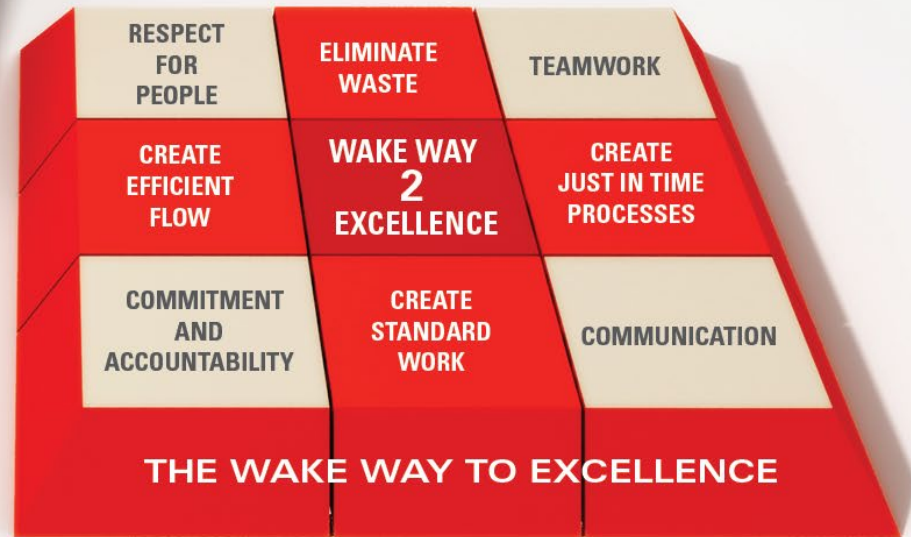 RESPECT
FOR
PEOPLE
ELIMINATE
WASTE
TEAMWORK
CREATE
EFFICIENT
FLOW
WAKE WAY
2
EXCELLENCE
CREATE
JUST IN TIME
PROCESSES
COMMITMENT
AND
ACCOUNTABILITY
CREATE
STANDARD
WORK
COMMUNICATION
THE WAKE WAY TO EXCELLENCE